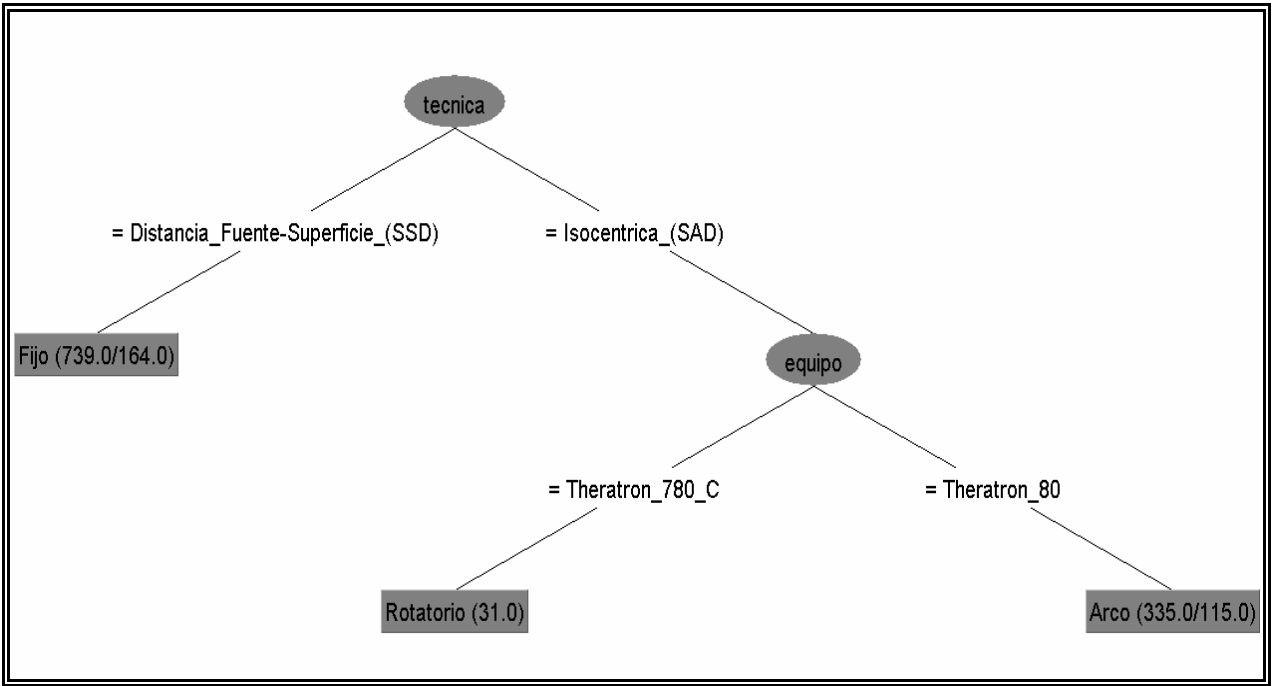 tecnica
= Distancia_Fuente-Superficie_(SSD)
= Isocentrica_(SAD)
Fijo (739.0/164.0)
equipo
= Theratron_780_C
= Theratron_80
Rotatorio (31.0)
Arco (335.0/115.0)